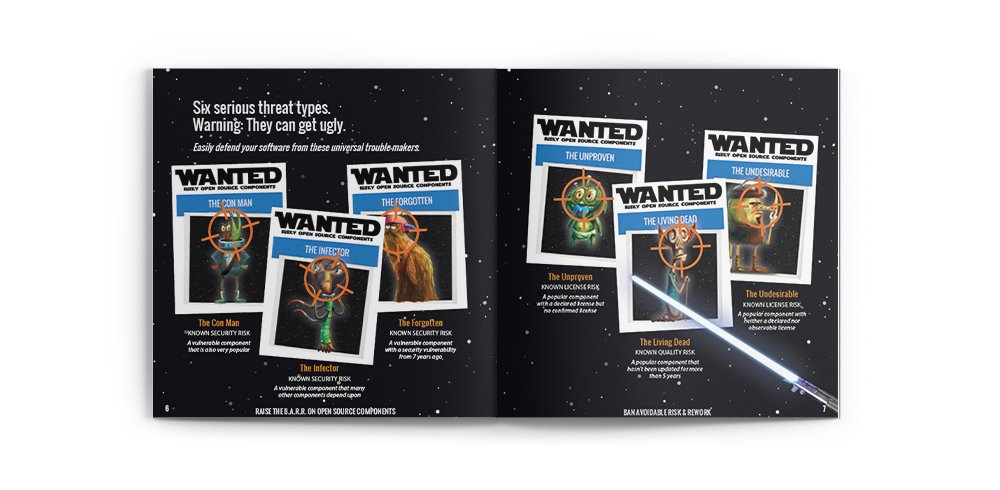 Six serious threat types.
Warning: They can get ugly.
Easily defend your software from these universal trouble-makers.
WANTED
RISKY OPEN SOURCE COMPONENTS
THE CON MAN
WANTED
RISKY OPEN SOURCE COMPONENTS
THE INFECTOR
WANTED
RISKY OPEN SOURCE COMPONENTS
THE FORGOTTEN
The Con Man
KNOWN SECURITY RISK
A vulnerable component
that is also very popular
The Infector
KNOWN SECURITY RISK
A vulnerable component that many
other components depend upon
The Forgotten
KNOWN SECURITY RISK
A vulnerable component
with a security vulnerability
from 7 years ago,
6
RAISE THE B.A.R.R. ON OPEN SOURCE COMPONENTS
WANTED
RISKY OPEN SOURCE COMPONENTS
THE UNPROVEN
WANTED
RISKY OPEN SOURCE COMPONENTS
THE LIVING DEAD
WANTED
RISKY OPEN SOURCE COMPONENTS
THE UNDESIRABLE
The Unproven
KNOWN LICENSE RISK
A popular component
with a declared license but
no confirmed license
The Living Dead
KNOWN QUALITY RISK
A popular component that
hasn't been updated for more
than 5 years
The Undesirable
KNOWN LICENSE RISK
A popular component with
neither a declared nor
observable license
BAN AVOIDABLE RISK & REWORK
7